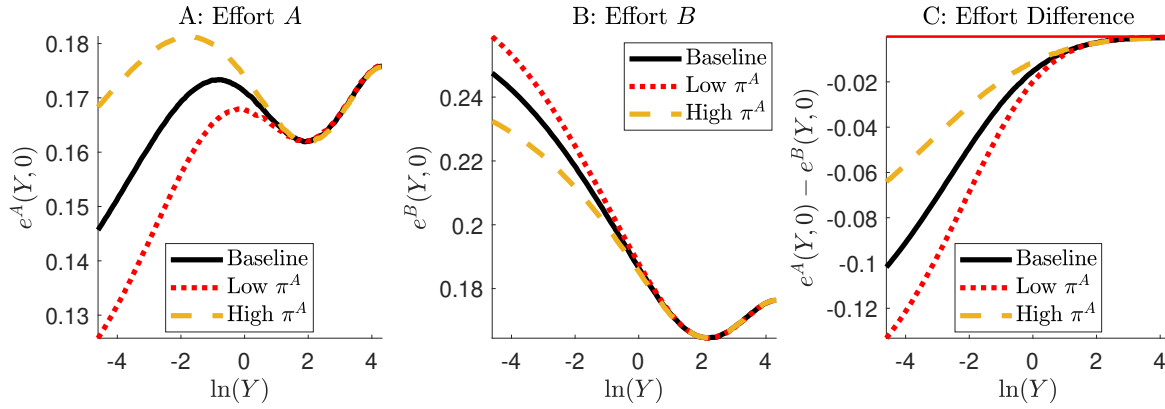 A: Effort A
B: Effort B
C: Effort Difference
e^A(Y, 0)
0.18
0.17
0.16
0.15
0.14
0.13
Baseline
Low π^A
High π^A
-4 -2 0 2 4
ln(Y)
e^B(Y, 0)
0.24
0.22
0.2
0.18
Baseline
Low π^A
High π^A
-4 -2 0 2 4
ln(Y)
e^A(Y, 0) − e^B(Y, 0)
-0.02
-0.04
-0.06
-0.08
-0.1
-0.12
Baseline
Low π^A
High π^A
-4 -2 0 2 4
ln(Y)